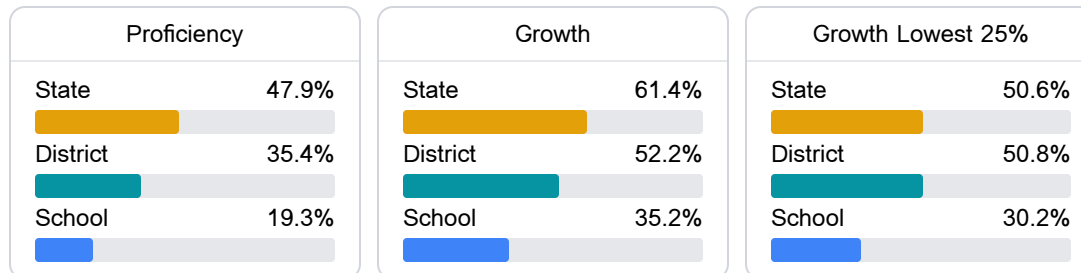 Proficiency
State 47.9%
District 35.4%
School 19.3%
Growth
State 61.4%
District 52.2%
School 35.2%
Growth Lowest 25%
State 50.6%
District 50.8%
School 30.2%